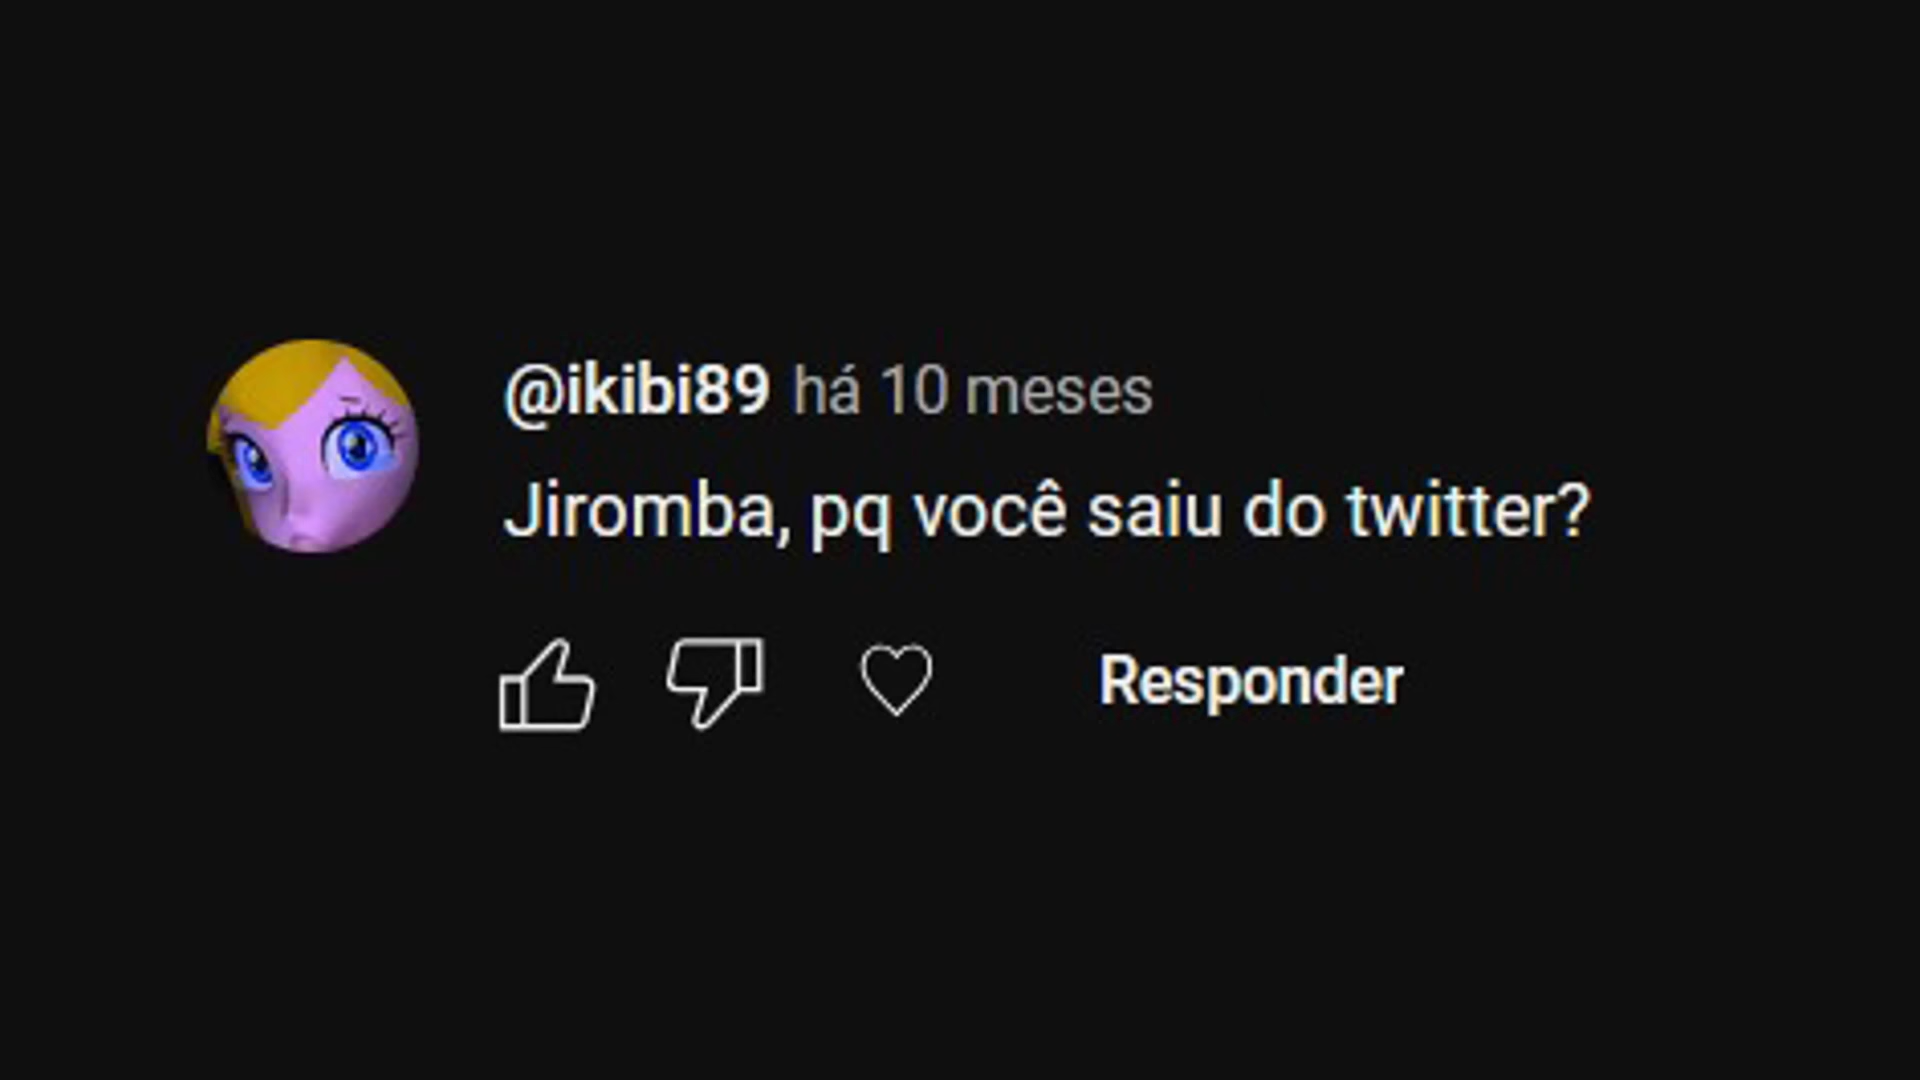 @ikibi89 há 10 meses
Jiromba, pq você saiu do twitter?
Responder